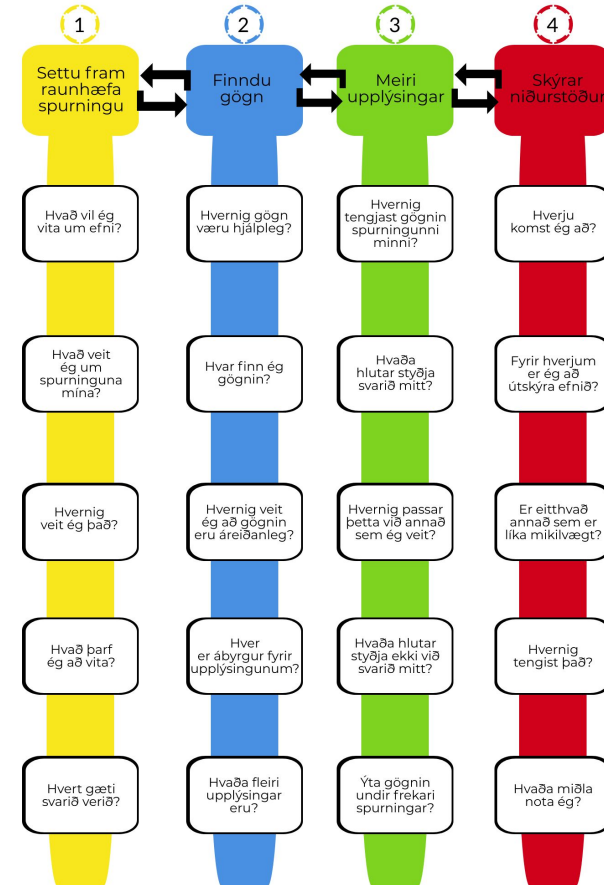 1
Settu fram
raunhæfa
spurningu
Hvað vil ég
vita um efni?
Hvað veit
ég um
spurninguna
mína?
Hvernig
veit ég það?
Hvað þarf
ég að vita?
Hvert gæti
svarið verið?
2
Finndu
gögn
Hvernig gögn
væru hjálpleg?
Hvar finn ég
gögnin?
Hvernig veit
ég að gögnin
eru áreiðanleg?
Hver
er ábyrgur fyrir
upplýsingunum?
Hvaða fleiri
upplýsingar
eru?
3
Meiri
upplýsingar
Hvernig
tengjast gögnin
spurningunni
minni?
Hvaða
hlutar styðja
svarið mitt?
Hvernig passar
þetta við annað
sem ég veit?
Hvaða hlutar
styðja ekki við
svarið mitt?
Ýta gögnin
undir frekari
spurningar?
4
Skýrar
niðurstöður
Hverju
komst ég að?
Fyrir hverjum
er ég að
útskýra efnið?
Er eitthvað
annað sem er
líka mikilvægt?
Hvernig
tengist það?
Hvaða miðla
nota ég?